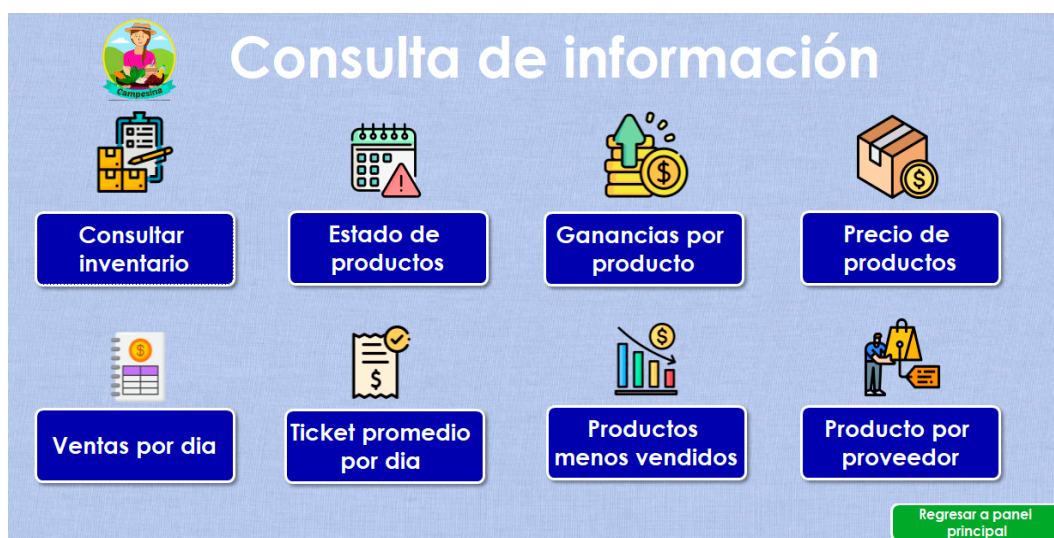 Consulta de información
Campesina
Consultar
inventario
Estado de
productos
Ganancias por
producto
Precio de
productos
Ventas por dia
Ticket promedio
por dia
Productos
menos vendidos
Producto por
proveedor
Regresar a panel
principal